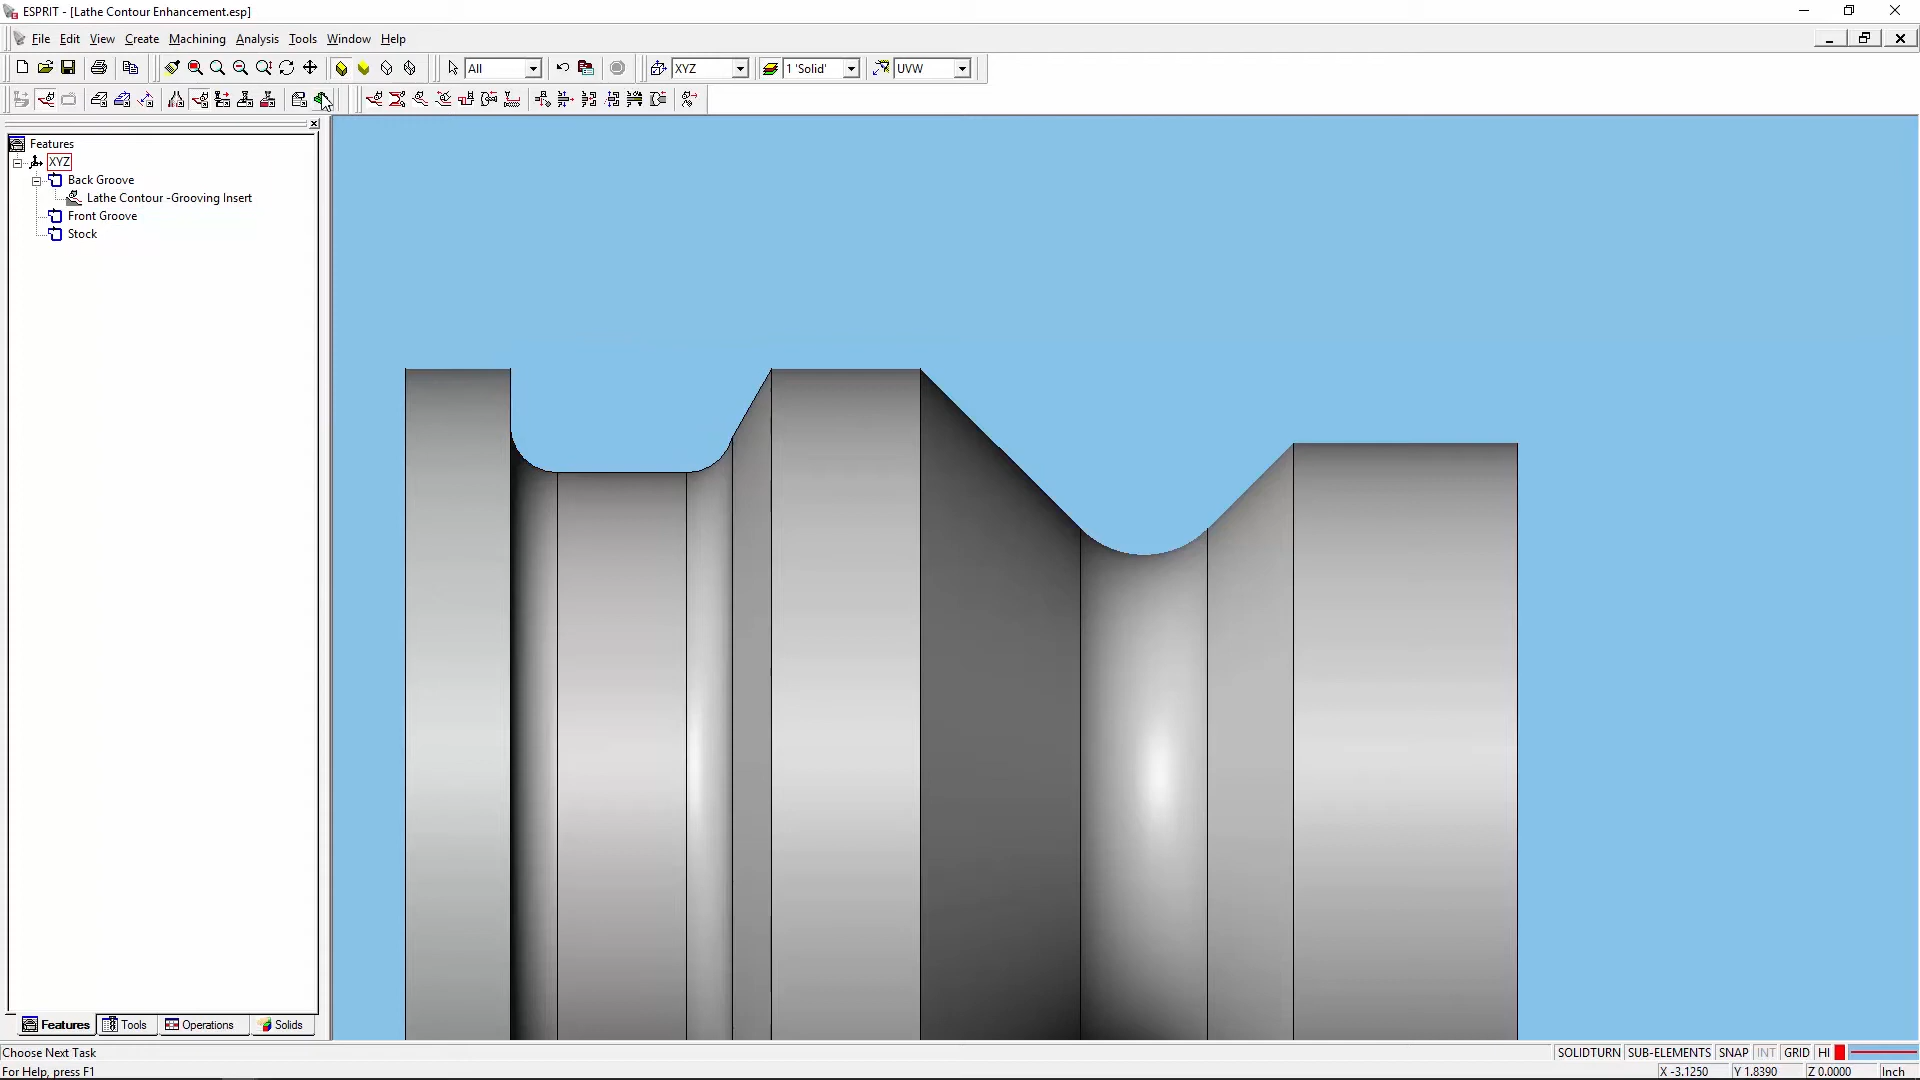 ESPRIT - [Lathe Contour Enhancement.esp]
File Edit View Create Machining Analysis Tools Window Help
All XYZ 1 'Solid' UVW
Features
XYZ
Back Groove
Lathe Contour -Grooving Insert
Front Groove
Stock
Features Tools Operations Solids
Choose Next Task SOLIDTURN SUB-ELEMENTS SNAP INT GRID HI
For Help, press F1 X -3.1250 Y 1.8390 Z 0.0000 Inch